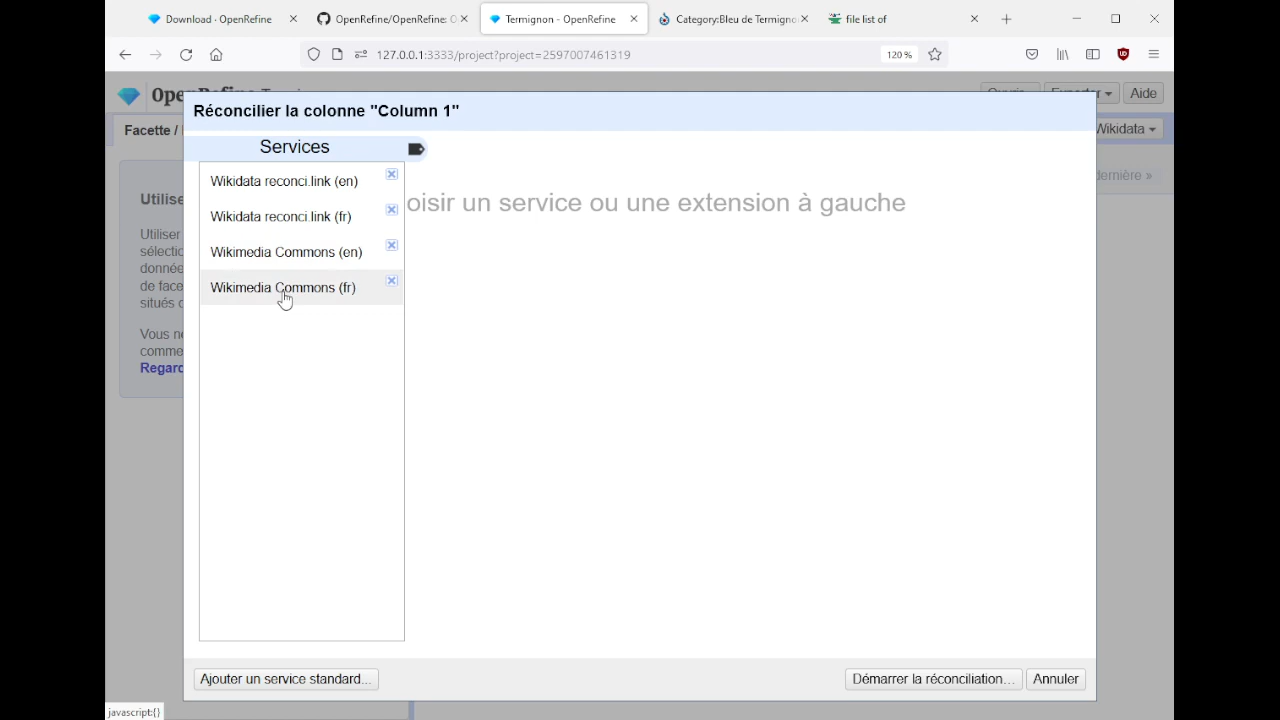 Download - OpenRefine
OpenRefine/OpenRefine: O
Termignon - OpenRefine
Category:Bleu de Termigno
file list of
127.0.0.1:3333/project?project=2597007461319
120 %
Aide
Réconcilier la colonne "Column 1"
Facette /
Wikidata
Services
Wikidata reconci.link (en)
Wikidata reconci.link (fr)
Wikimedia Commons (en)
Wikimedia Commons (fr)
oisir un service ou une extension à gauche
dernière »
Utilise
Utiliser
sélectio
donnée
de face
situés
Vous ne
comme
Regard
Ajouter un service standard...
Démarrer la réconciliation...
Annuler
javascript:{}